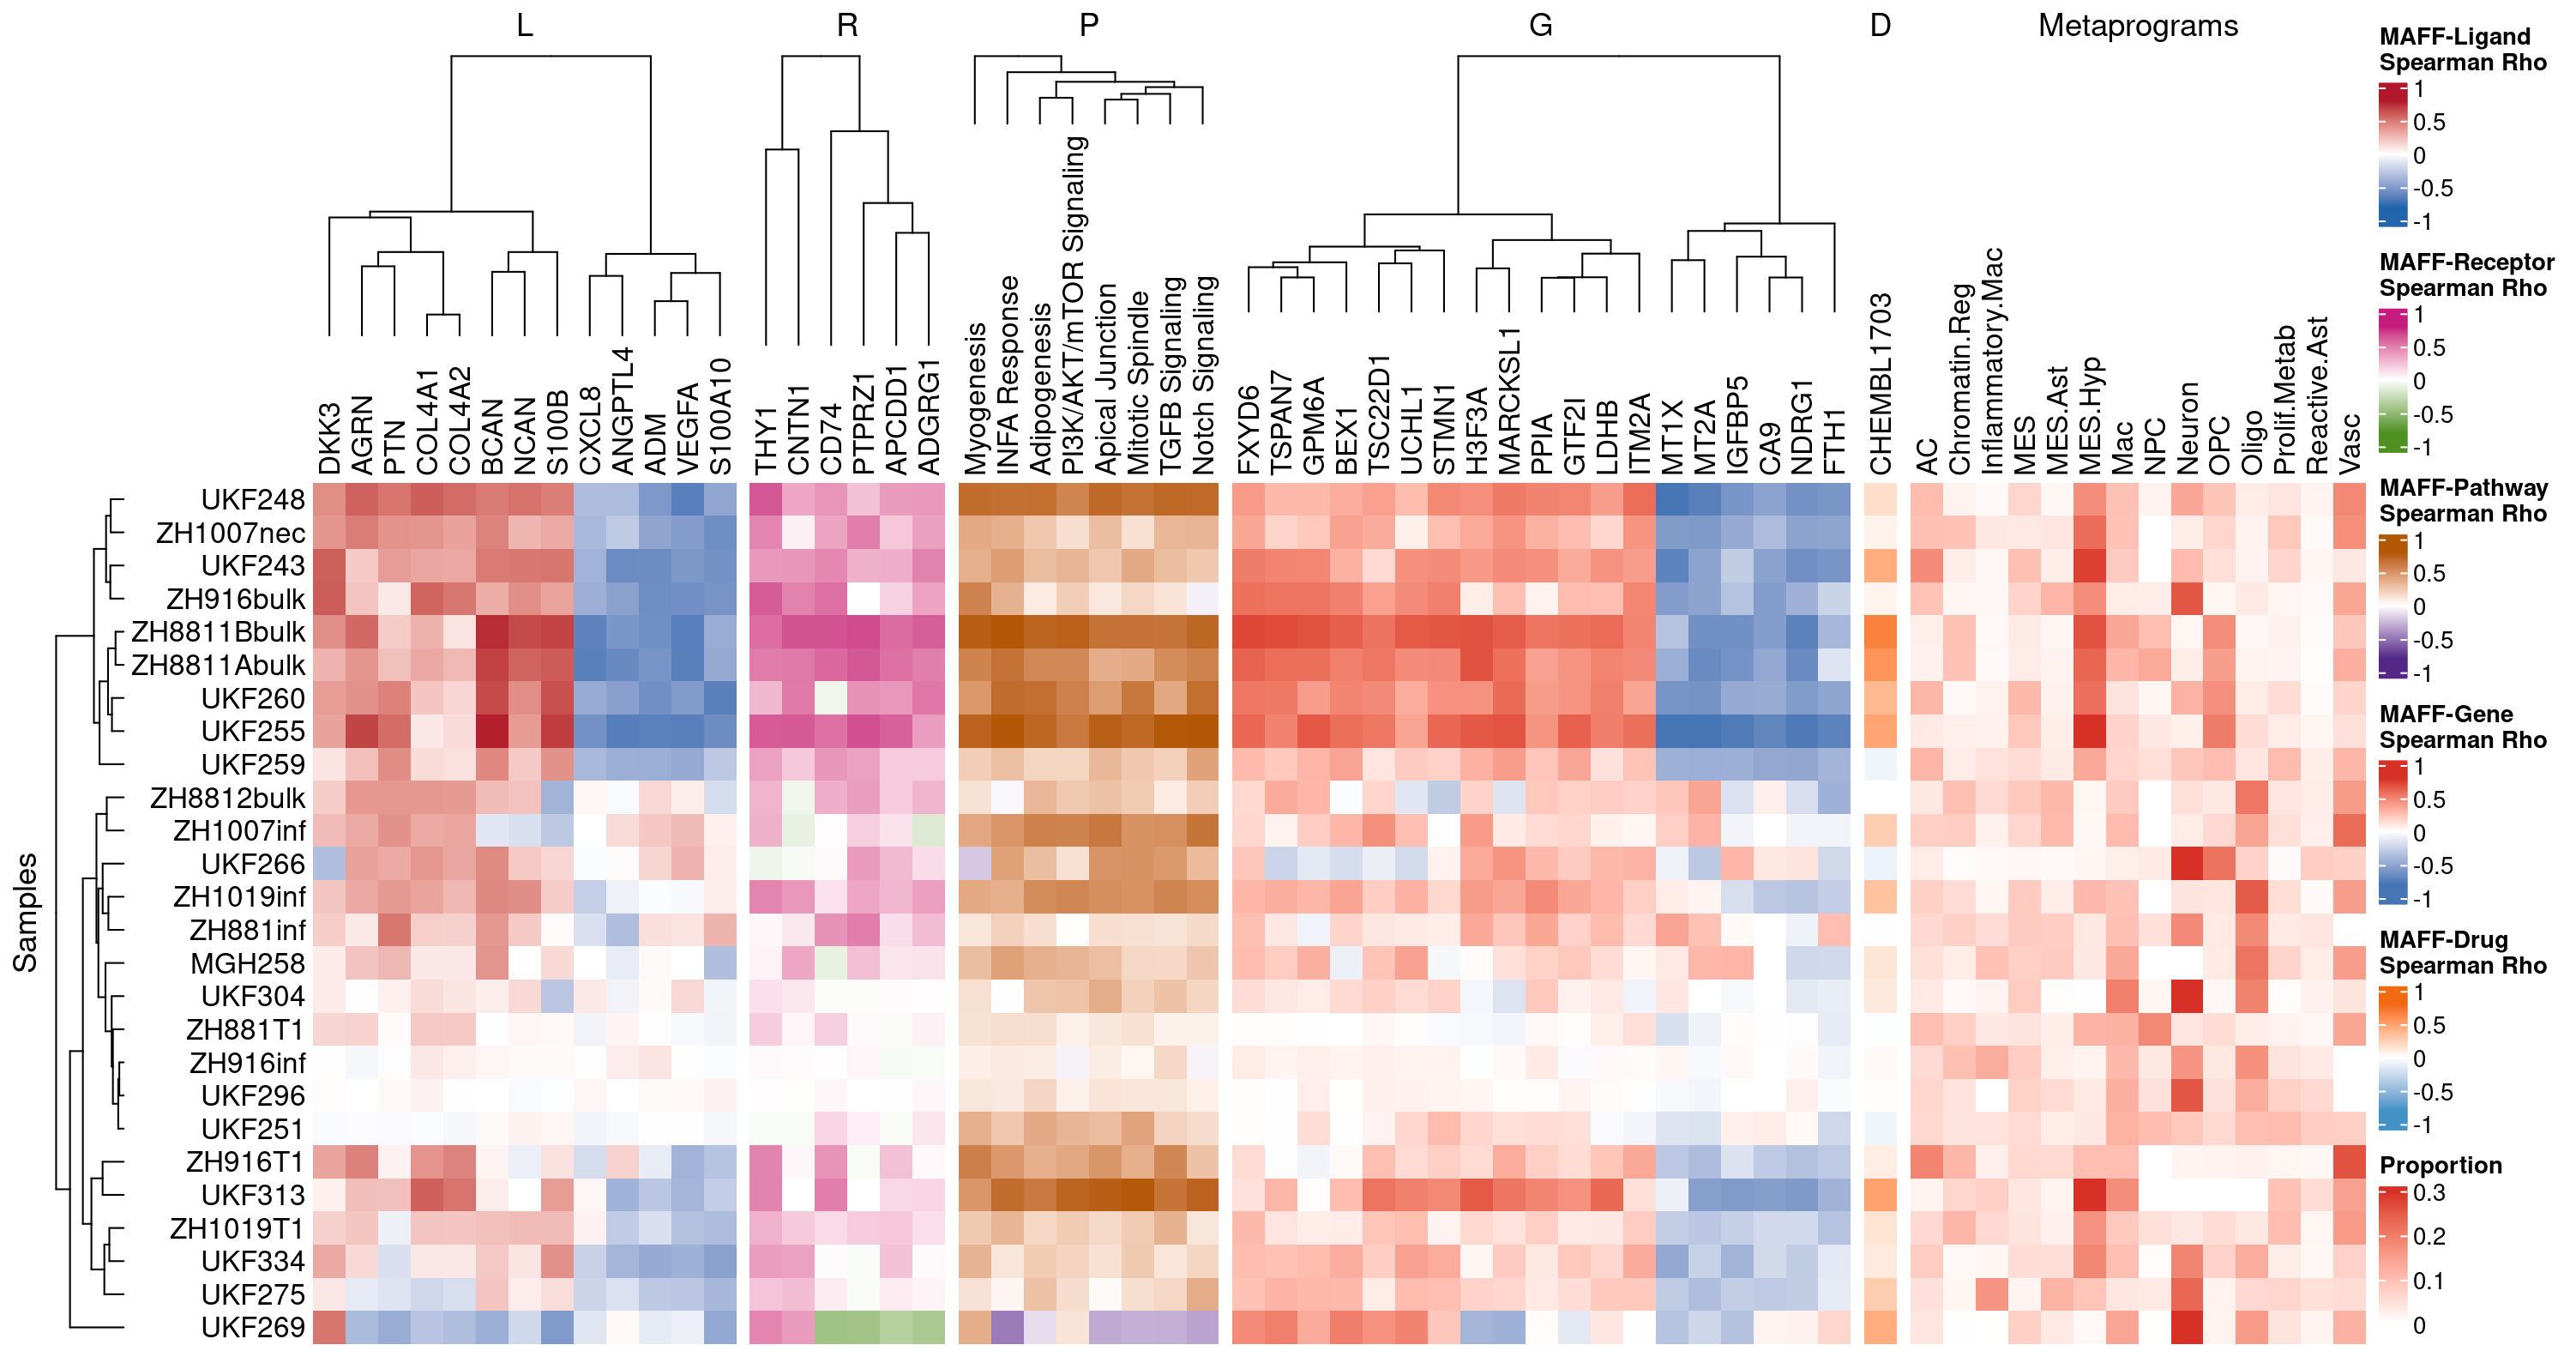 L R P G D Metaprograms
DKK3
AGRN
PTN
COL4A1
COL4A2
BCAN
NCAN
S100B
CXCL8
ANGPTL4
ADM
VEGFA
S100A10
THY1
CNTN1
CD74
PTPRZ1
APCDD1
ADGRG1
Myogenesis
INFA Response
Adipogenesis
PI3K/AKT/mTOR Signaling
Apical Junction
Mitotic Spindle
TGFB Signaling
Notch Signaling
FXYD6
TSPAN7
GPM6A
BEX1
TSC22D1
UCHL1
STMN1
H3F3A
MARCKSL1
PPIA
GTF2I
LDHB
ITM2A
MT1X
MT2A
IGFBP5
CA9
NDRG1
FTH1
CHEMBL1703
AC
Chromatin.Reg
Inflammatory.Mac
MES
MES.Ast
MES.Hyp
Mac
NPC
Neuron
OPC
Oligo
Prolif.Metab
Reactive.Ast
Vasc
Samples
UKF248
ZH1007nec
UKF243
ZH916bulk
ZH8811Bbulk
ZH8811Abulk
UKF260
UKF255
UKF259
ZH8812bulk
ZH1007inf
UKF266
ZH1019inf
ZH881inf
MGH258
UKF304
ZH881T1
ZH916inf
UKF296
UKF251
ZH916T1
UKF313
ZH1019T1
UKF334
UKF275
UKF269
MAFF-Ligand
Spearman Rho
1
0.5
0
-0.5
-1
MAFF-Receptor
Spearman Rho
1
0.5
0
-0.5
-1
MAFF-Pathway
Spearman Rho
1
0.5
0
-0.5
-1
MAFF-Gene
Spearman Rho
1
0.5
0
-0.5
-1
MAFF-Drug
Spearman Rho
1
0.5
0
-0.5
-1
Proportion
0.3
0.2
0.1
0